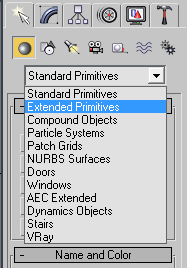 Standard Primitives
Standard Primitives
Extended Primitives
Compound Objects
Particle Systems
Patch Grids
NURBS Surfaces
Doors
Windows
AEC Extended
Dynamics Objects
Stairs
VRay
- Name and Color